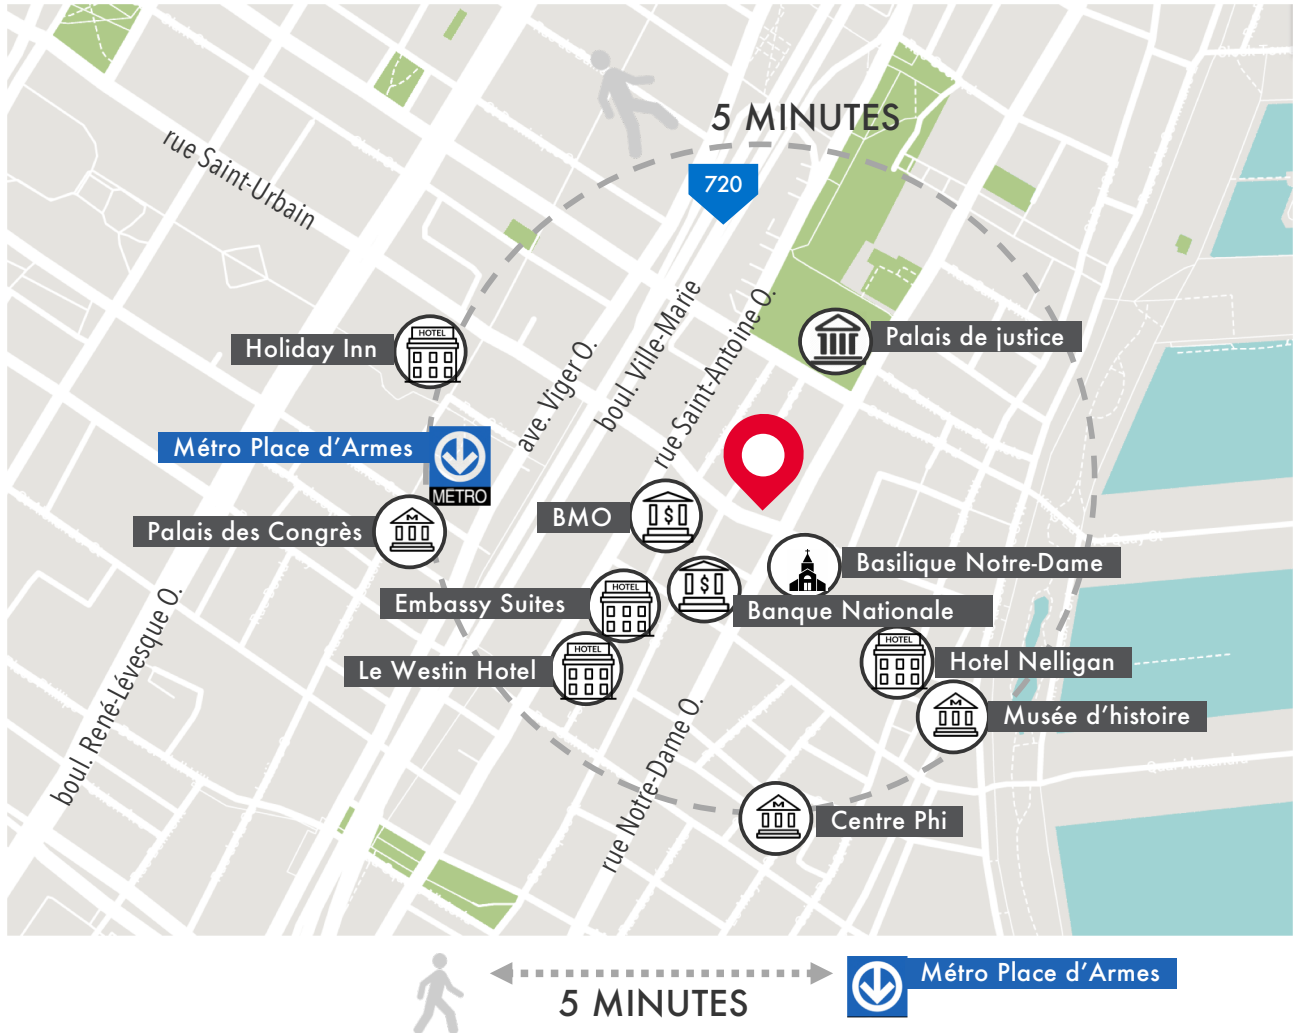 5 MINUTES
720
rue Saint-Urbain
boul. Ville-Marie
rue Saint-Antoine O.
ave. Viger O.
Palais de justice
HOTEL
Holiday Inn
Métro Place d'Armes
MÉTRO
BMO
$
M
Palais des Congrès
Basilique Notre-Dame
$
Banque Nationale
HOTEL
Embassy Suites
HOTEL
Le Westin Hotel
HOTEL
Hotel Nelligan
M
Musée d'histoire
boul. René-Lévesque O.
rue Notre-Dame O.
M
Centre Phi
5 MINUTES
Métro Place d'Armes